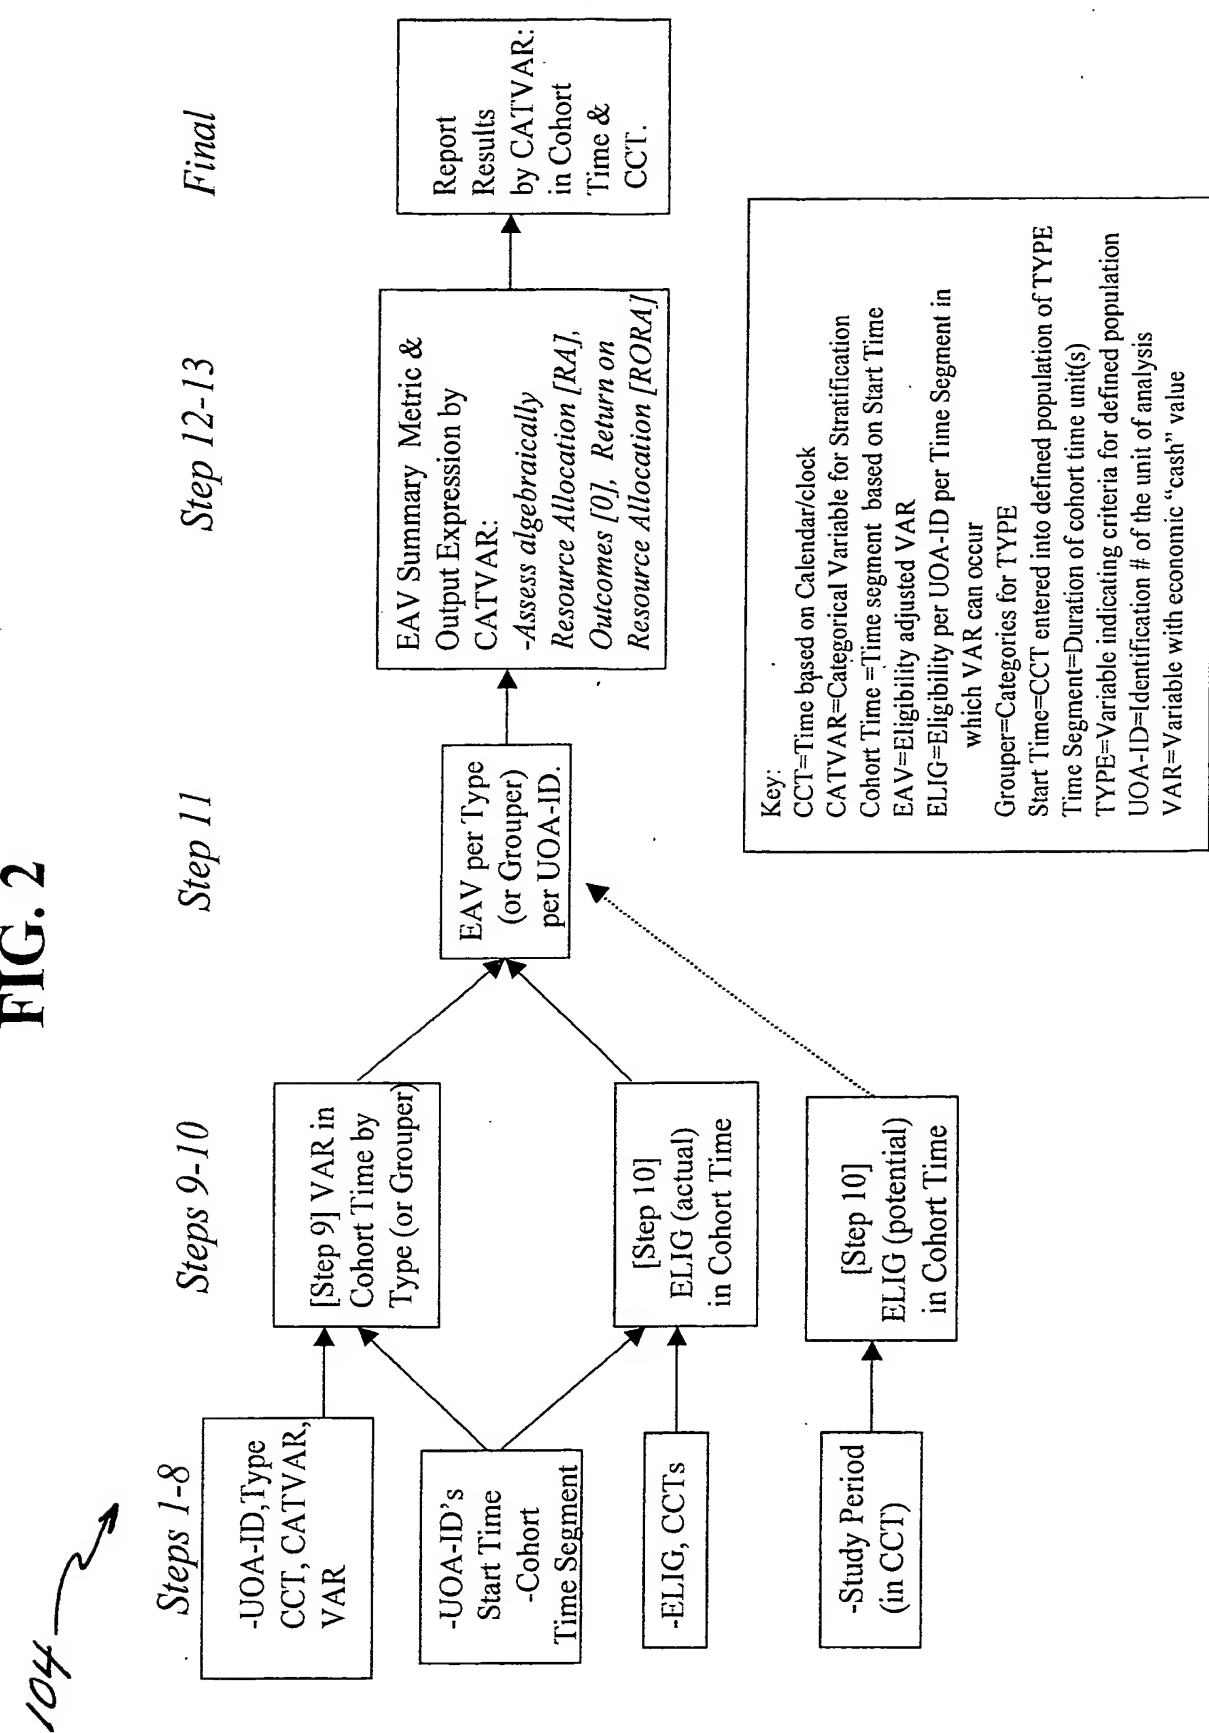 FIG. 2
104
Steps 1-8
Steps 9-10
Step 11
Step 12-13
Final
-UOA-ID,Type
CCT, CATVAR,
VAR
-UOA-ID's
Start Time
-Cohort
Time Segment
-ELIG, CCTs
-Study Period
(in CCT)
[Step 9] VAR in
Cohort Time by
Type (or Grouper)
[Step 10]
ELIG (actual)
in Cohort Time
[Step 10]
ELIG (potential)
in Cohort Time
EAV per Type
(or Grouper)
per UOA-ID.
EAV Summary Metric &
Output Expression by
CATVAR:
-Assess algebraically
Resource Allocation [RA],
Outcomes [0], Return on
Resource Allocation [RORA]
Report
Results
by CATVAR:
in Cohort
Time &
CCT.
Key:
CCT=Time based on Calendar/clock
CATVAR=Categorical Variable for Stratification
Cohort Time =Time segment based on Start Time
EAV=Eligibility adjusted VAR
ELIG=Eligibility per UOA-ID per Time Segment in
which VAR can occur
Grouper=Categories for TYPE
Start Time=CCT entered into defined population of TYPE
Time Segment=Duration of cohort time unit(s)
TYPE=Variable indicating criteria for defined population
UOA-ID=Identification # of the unit of analysis
VAR=Variable with economic “cash” value